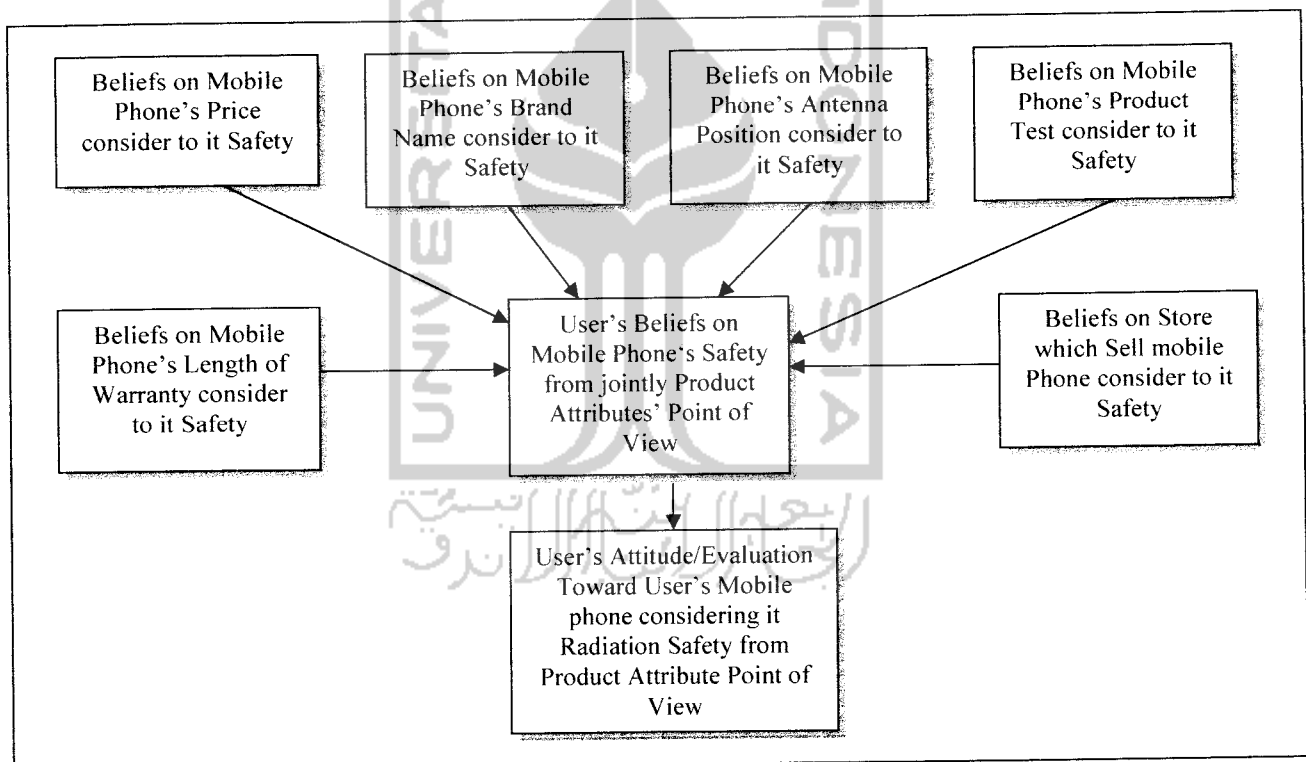 Beliefs on Mobile
Phone's Price
consider to it Safety
Beliefs on Mobile
Phone's Brand
Name consider to it
Safety
Beliefs on Mobile
Phone's Antenna
Position consider to
it Safety
Beliefs on Mobile
Phone's Product
Test consider to it
Safety
Beliefs on Mobile
Phone's Length of
Warranty consider
to it Safety
User's Beliefs on
Mobile Phone's Safety
from jointly Product
Attributes' Point of
View
Beliefs on Store
which Sell mobile
Phone consider to it
Safety
User's Attitude/Evaluation
Toward User's Mobile
phone considering it
Radiation Safety from
Product Attribute Point of
View
UNIVERSITA
INDONESIA